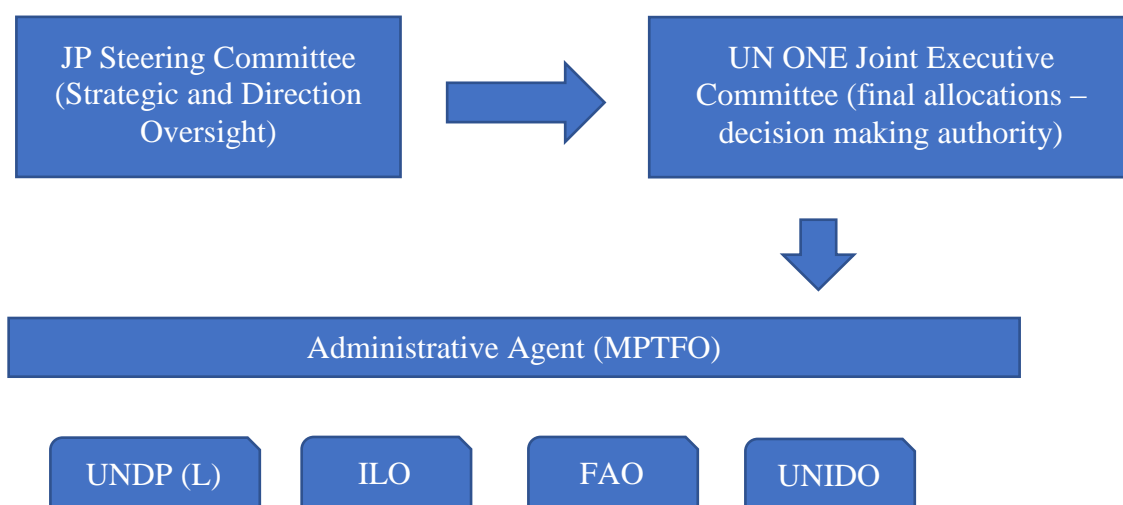 JP Steering Committee
(Strategic and Direction
Oversight)
UN ONE Joint Executive
Committee (final allocations –
decision making authority)
Administrative Agent (MPTFO)
UNDP (L)
ILO
FAO
UNIDO